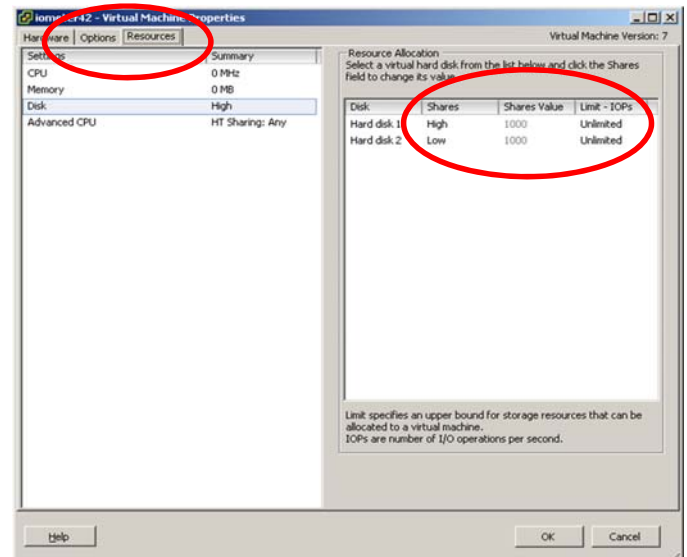 iometer42 - Virtual Machine Properties
Hardware Options Resources Virtual Machine Version: 7
Settings Summary
CPU 0 MHz
Memory 0 MB
Disk High
Advanced CPU HT Sharing: Any
Resource Allocation
Select a virtual hard disk from the list below and click the Shares
field to change its value.
Disk Shares Shares Value Limit - IOPs
Hard disk 1 High 1000 Unlimited
Hard disk 2 Low 1000 Unlimited
Limit specifies an upper bound for storage resources that can be
allocated to a virtual machine.
IOPs are number of I/O operations per second.
Help OK Cancel